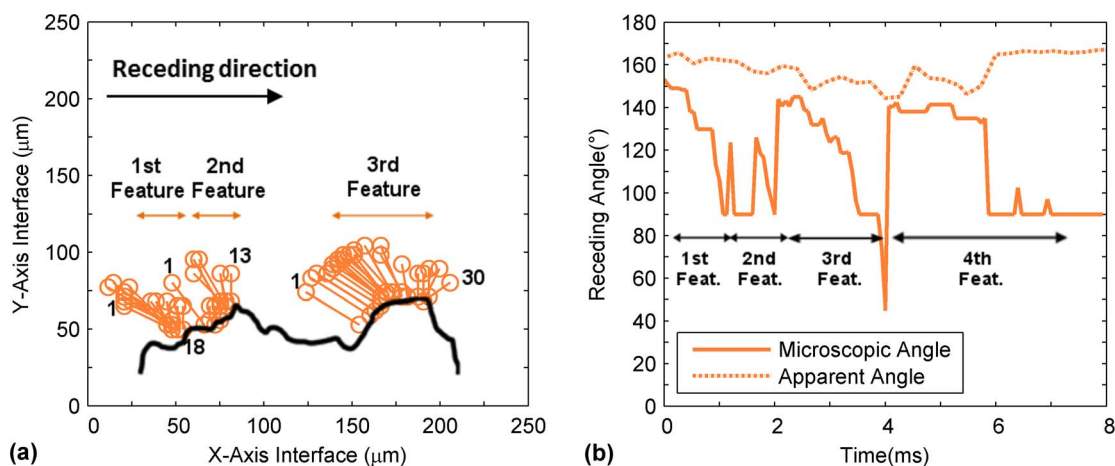 250
200
150
100
50
0
Y-Axis Interface (μm)
Receding direction
1st
Feature
2nd
Feature
3rd
Feature
1
13
1
18
1
30
0 50 100 150 200 250
X-Axis Interface (μm)
(a)
180
160
140
120
100
80
60
40
20
0
Receding Angle(°)
1st
Feat.
2nd
Feat.
3rd
Feat.
4th
Feat.
Microscopic Angle
Apparent Angle
0 2 4 6 8
Time(ms)
(b)